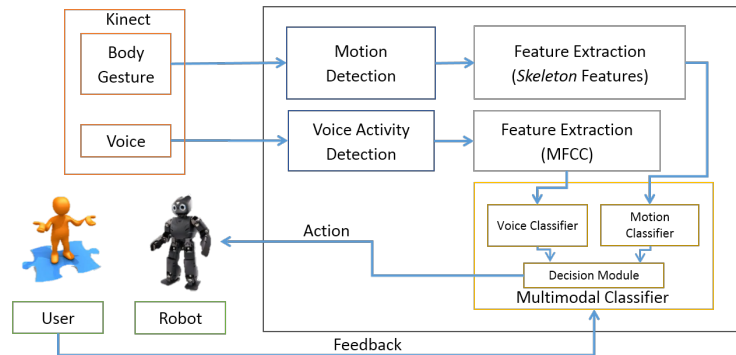 Kinect
Body
Gesture
Motion
Detection
Feature Extraction
(Skeleton Features)
Voice
Voice Activity
Detection
Feature Extraction
(MFCC)
Voice Classifier
Motion
Classifier
Action
Decision Module
Multimodal Classifier
User
Robot
Feedback